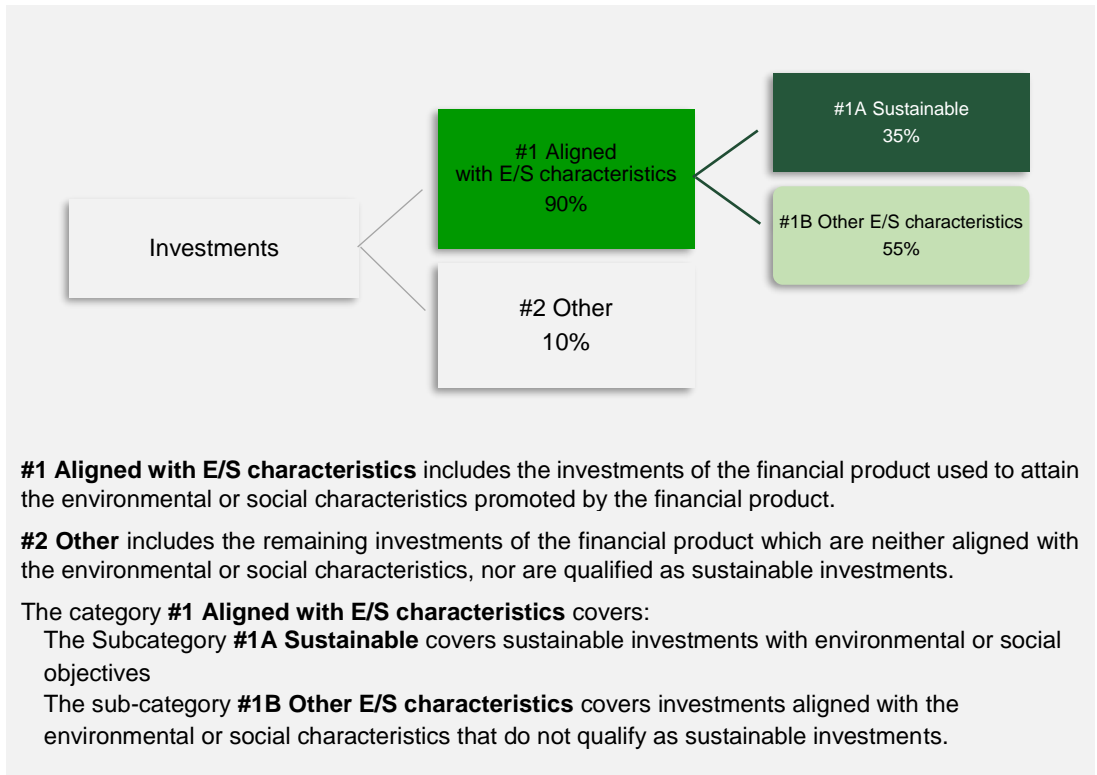 #1A Sustainable
35%
#1 Aligned
with E/S characteristics
90%
#1B Other E/S characteristics
55%
Investments
#2 Other
10%
#1 Aligned with E/S characteristics includes the investments of the financial product used to attain
the environmental or social characteristics promoted by the financial product.
#2 Other includes the remaining investments of the financial product which are neither aligned with
the environmental or social characteristics, nor are qualified as sustainable investments.
The category #1 Aligned with E/S characteristics covers:
The Subcategory #1A Sustainable covers sustainable investments with environmental or social
objectives
The sub-category #1B Other E/S characteristics covers investments aligned with the
environmental or social characteristics that do not qualify as sustainable investments.